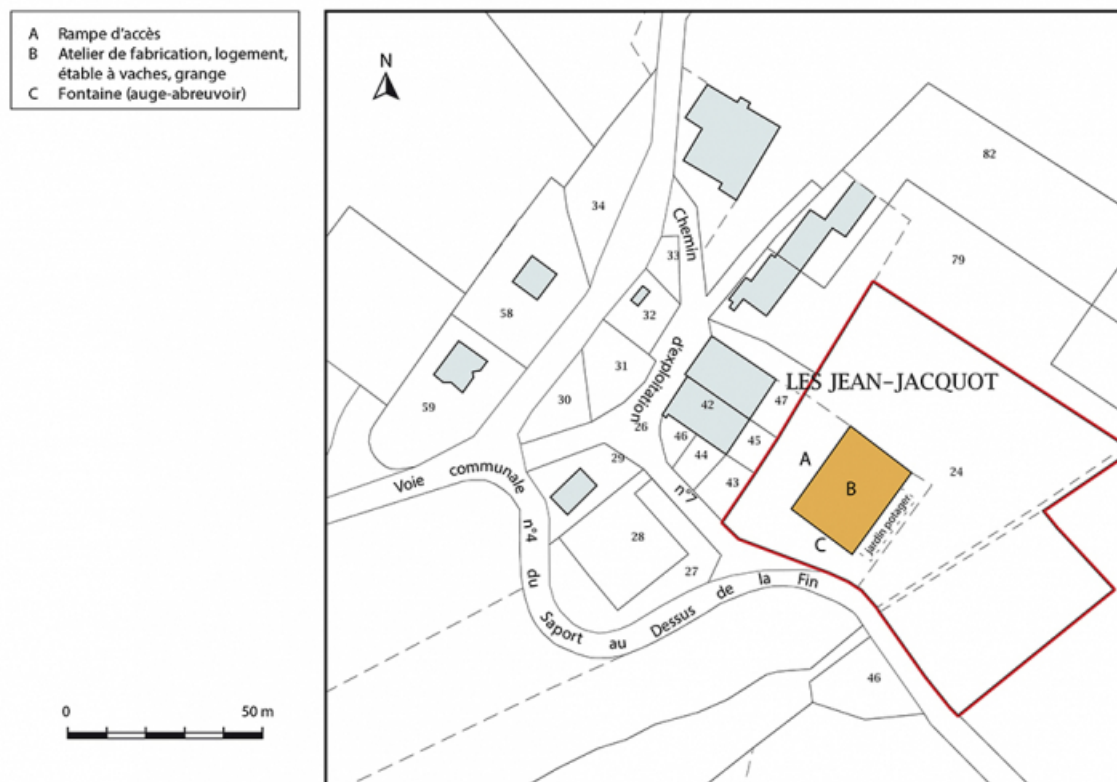 A Rampe d'accès
B Atelier de fabrication, logement,
étable à vaches, grange
C Fontaine (auge-abreuvoir)
N
82
34
Chemin
33
79
58
32
d'exploitation
31
LES JEAN-JACQUOT
59
30
42
47
26
46
45
44
A
29
43
24
B
Voie communale n°4 du Saport au Dessus de la Fin
n°7
jardin potager
28
C
27
46
0 50 m